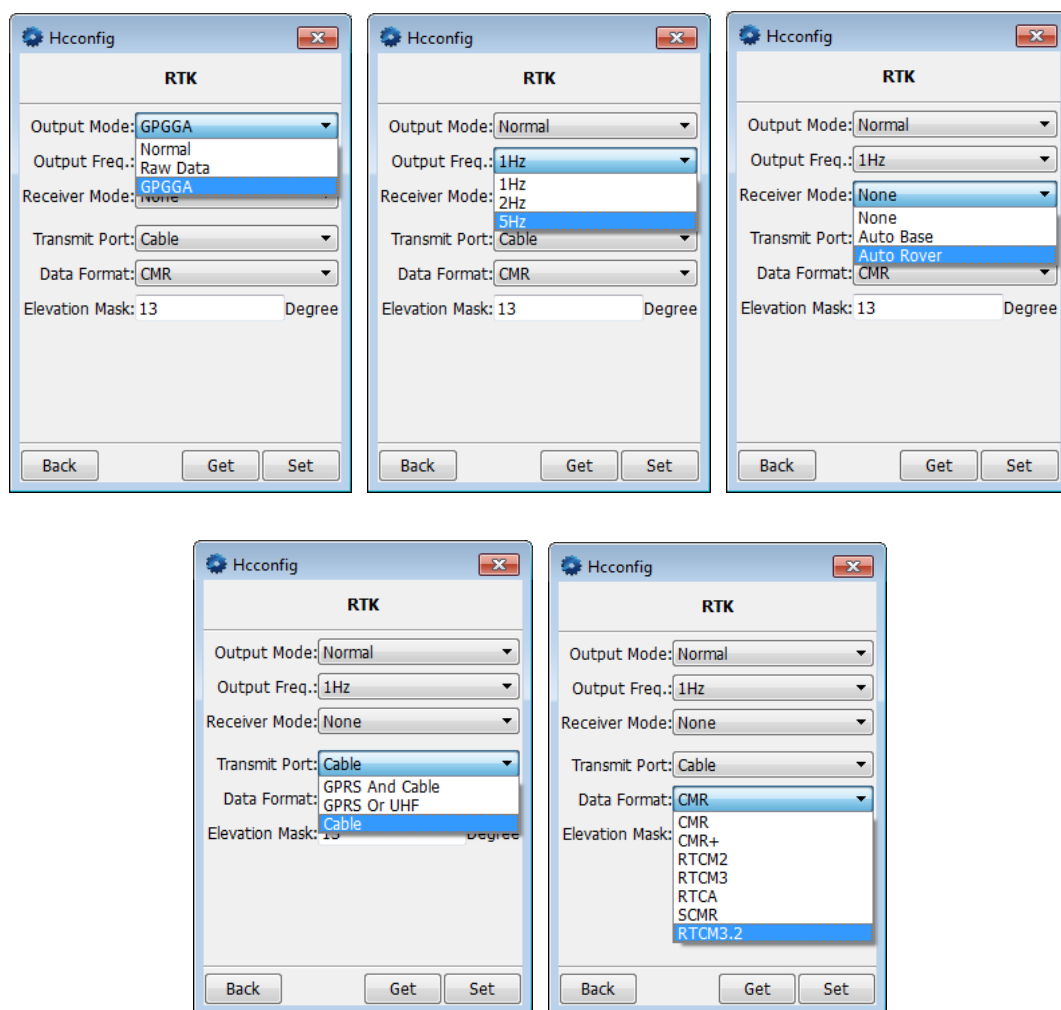 Hcconfig
RTK
Output Mode: GPGGA
Normal
Output Freq.:
Raw Data
GPGGA
Receiver Mode: None
Transmit Port: Cable
Data Format: CMR
Elevation Mask: 13 Degree
Back Get Set
Hcconfig
RTK
Output Mode: Normal
Output Freq.: 1Hz
1Hz
Receiver Mode:
2Hz
5Hz
Transmit Port: Cable
Data Format: CMR
Elevation Mask: 13 Degree
Back Get Set
Hcconfig
RTK
Output Mode: Normal
Output Freq.: 1Hz
Receiver Mode: None
None
Transmit Port: Auto Base
Auto Rover
Data Format: CMR
Elevation Mask: 13 Degree
Back Get Set
Hcconfig
RTK
Output Mode: Normal
Output Freq.: 1Hz
Receiver Mode: None
Transmit Port: Cable
GPRS And Cable
Data Format: GPRS Or UHF
Cable
Elevation Mask: 13 Degree
Back Get Set
Hcconfig
RTK
Output Mode: Normal
Output Freq.: 1Hz
Receiver Mode: None
Transmit Port: Cable
Data Format: CMR
CMR
Elevation Mask: CMR+
RTCM2
RTCM3
RTCA
SCMR
RTCM3.2
Back Get Set